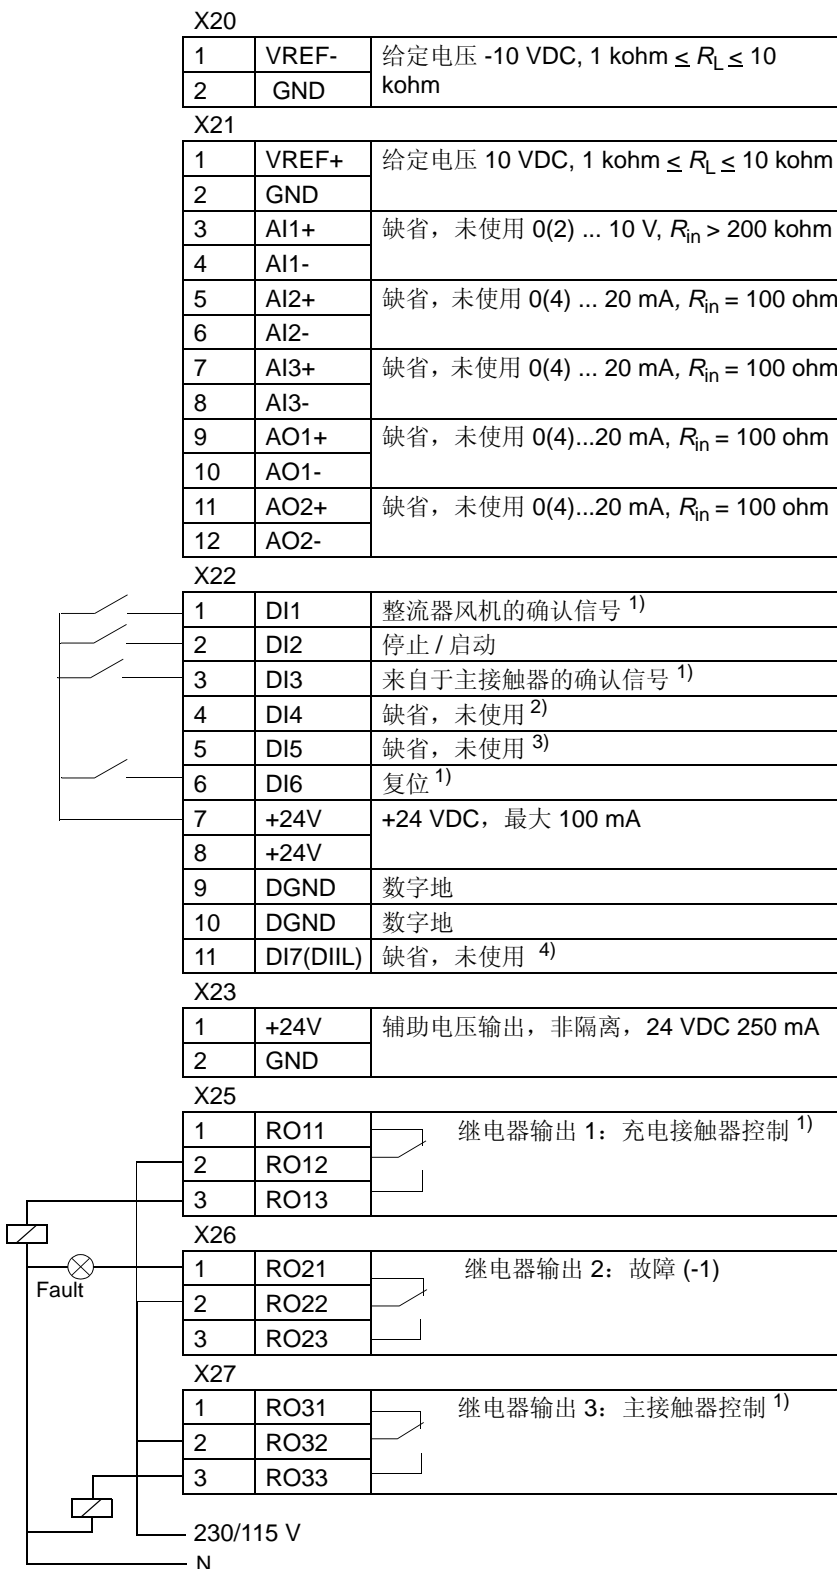 X20
1 VREF- 给定电压 -10 VDC, 1 kohm ≤ RL ≤ 10
kohm
2 GND
X21
1 VREF+ 给定电压 10 VDC, 1 kohm ≤ RL ≤ 10 kohm
2 GND
3 AI1+ 缺省，未使用 0(2) ... 10 V, Rin > 200 kohm
4 AI1-
5 AI2+ 缺省，未使用 0(4) ... 20 mA, Rin = 100 ohm
6 AI2-
7 AI3+ 缺省，未使用 0(4) ... 20 mA, Rin = 100 ohm
8 AI3-
9 AO1+ 缺省，未使用 0(4)...20 mA, Rin = 100 ohm
10 AO1-
11 AO2+ 缺省，未使用 0(4)...20 mA, Rin = 100 ohm
12 AO2-
X22
1 DI1 整流器风机的确认信号 1)
2 DI2 停止 / 启动
3 DI3 来自于主接触器的确认信号 1)
4 DI4 缺省，未使用 2)
5 DI5 缺省，未使用 3)
6 DI6 复位 1)
7 +24V +24 VDC，最大 100 mA
8 +24V
9 DGND 数字地
10 DGND 数字地
11 DI7(DIIL) 缺省，未使用 4)
X23
1 +24V 辅助电压输出，非隔离，24 VDC 250 mA
2 GND
X25
1 RO11 继电器输出 1：充电接触器控制 1)
2 RO12
3 RO13
X26
1 RO21 继电器输出 2：故障 (-1)
Fault
2 RO22
3 RO23
X27
1 RO31 继电器输出 3：主接触器控制 1)
2 RO32
3 RO33
230/115 V
N